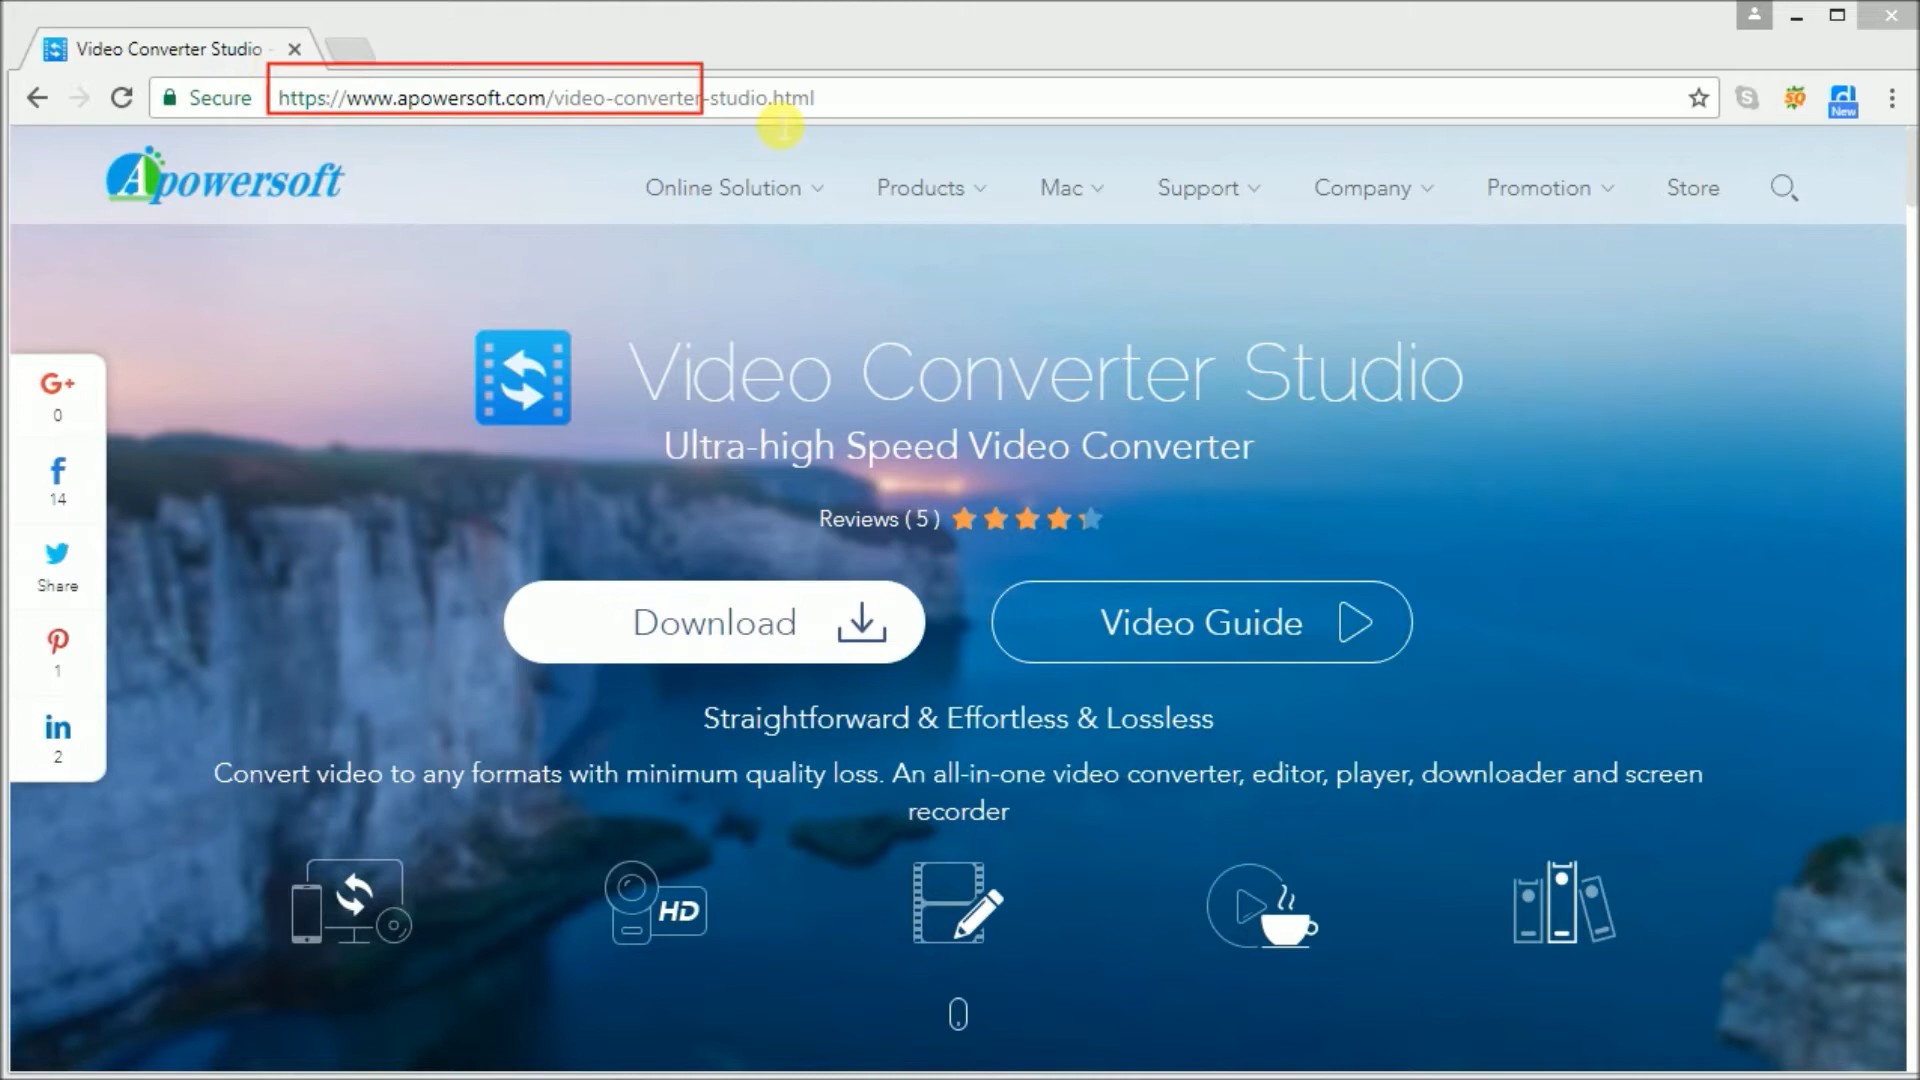 Video Converter Studio -
Secure
https://www.apowersoft.com/video-converter-studio.html
New
Apowersoft
Online Solution
Products
Mac
Support
Company
Promotion
Store
Video Converter Studio
Ultra-high Speed Video Converter
Reviews ( 5 )
G+
0
f
14
Share
1
in
2
Download
Video Guide
Straightforward & Effortless & Lossless
Convert video to any formats with minimum quality loss. An all-in-one video converter, editor, player, downloader and screen
recorder
HD